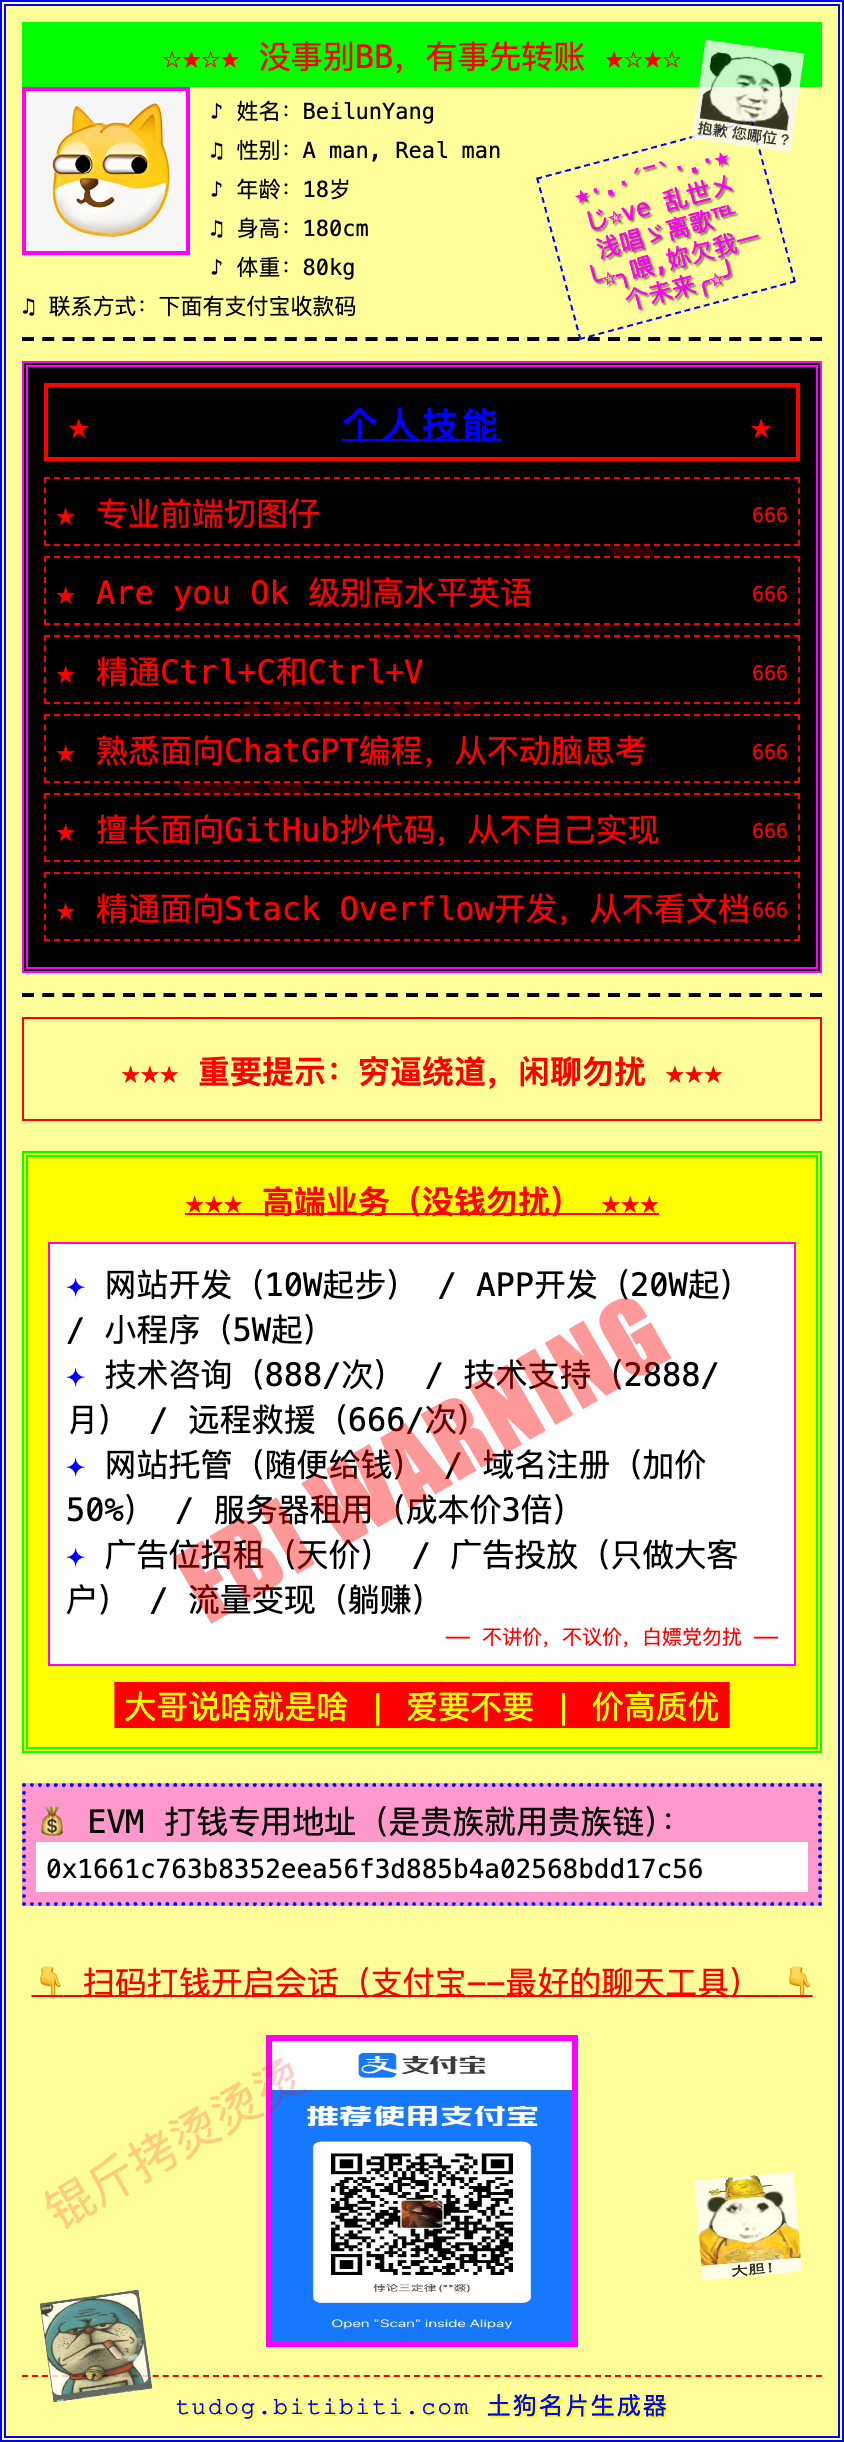 ☆★☆★ 没事别BB，有事先转账 ★☆★☆
抱歉 您哪位？
♪ 姓名：BeilunYang
♫ 性别：A man, Real man
♪ 年龄：18岁
♫ 身高：180cm
♪ 体重：80kg
♫ 联系方式：下面有支付宝收款码
★·.·´¯`·.·★
じ☆ve 乱世乂
浅唱ゞ离歌℡
╰☆╮喂,妳欠我一
个未来╭☆╯
★ 个人技能 ★
★ 专业前端切图仔 666
★ Are you Ok 级别高水平英语 666
★ 精通Ctrl+C和Ctrl+V 666
★ 熟悉面向ChatGPT编程，从不动脑思考 666
★ 擅长面向GitHub抄代码，从不自己实现 666
★ 精通面向Stack Overflow开发，从不看文档 666
★★★ 重要提示：穷逼绕道，闲聊勿扰 ★★★
★★★ 高端业务（没钱勿扰） ★★★
✦ 网站开发（10W起步） / APP开发（20W起）
/ 小程序（5W起）
✦ 技术咨询（888/次） / 技术支持（2888/
月） / 远程救援（666/次）
✦ 网站托管（随便给钱） / 域名注册（加价
50%） / 服务器租用（成本价3倍）
✦ 广告位招租（天价） / 广告投放（只做大客
户） / 流量变现（躺赚）
FBI WARNING
—— 不讲价，不议价，白嫖党勿扰 ——
大哥说啥就是啥 | 爱要不要 | 价高质优
💰 EVM 打钱专用地址（是贵族就用贵族链）：
0x1661c763b8352eea56f3d885b4a02568bdd17c56
👇 扫码打钱开启会话（支付宝——最好的聊天工具） 👇
支付宝
推荐使用支付宝
锟斤拷烫烫烫
悖论三定律 (**燚)
Open "Scan" inside Alipay
大胆！
tudog.bitibiti.com 土狗名片生成器